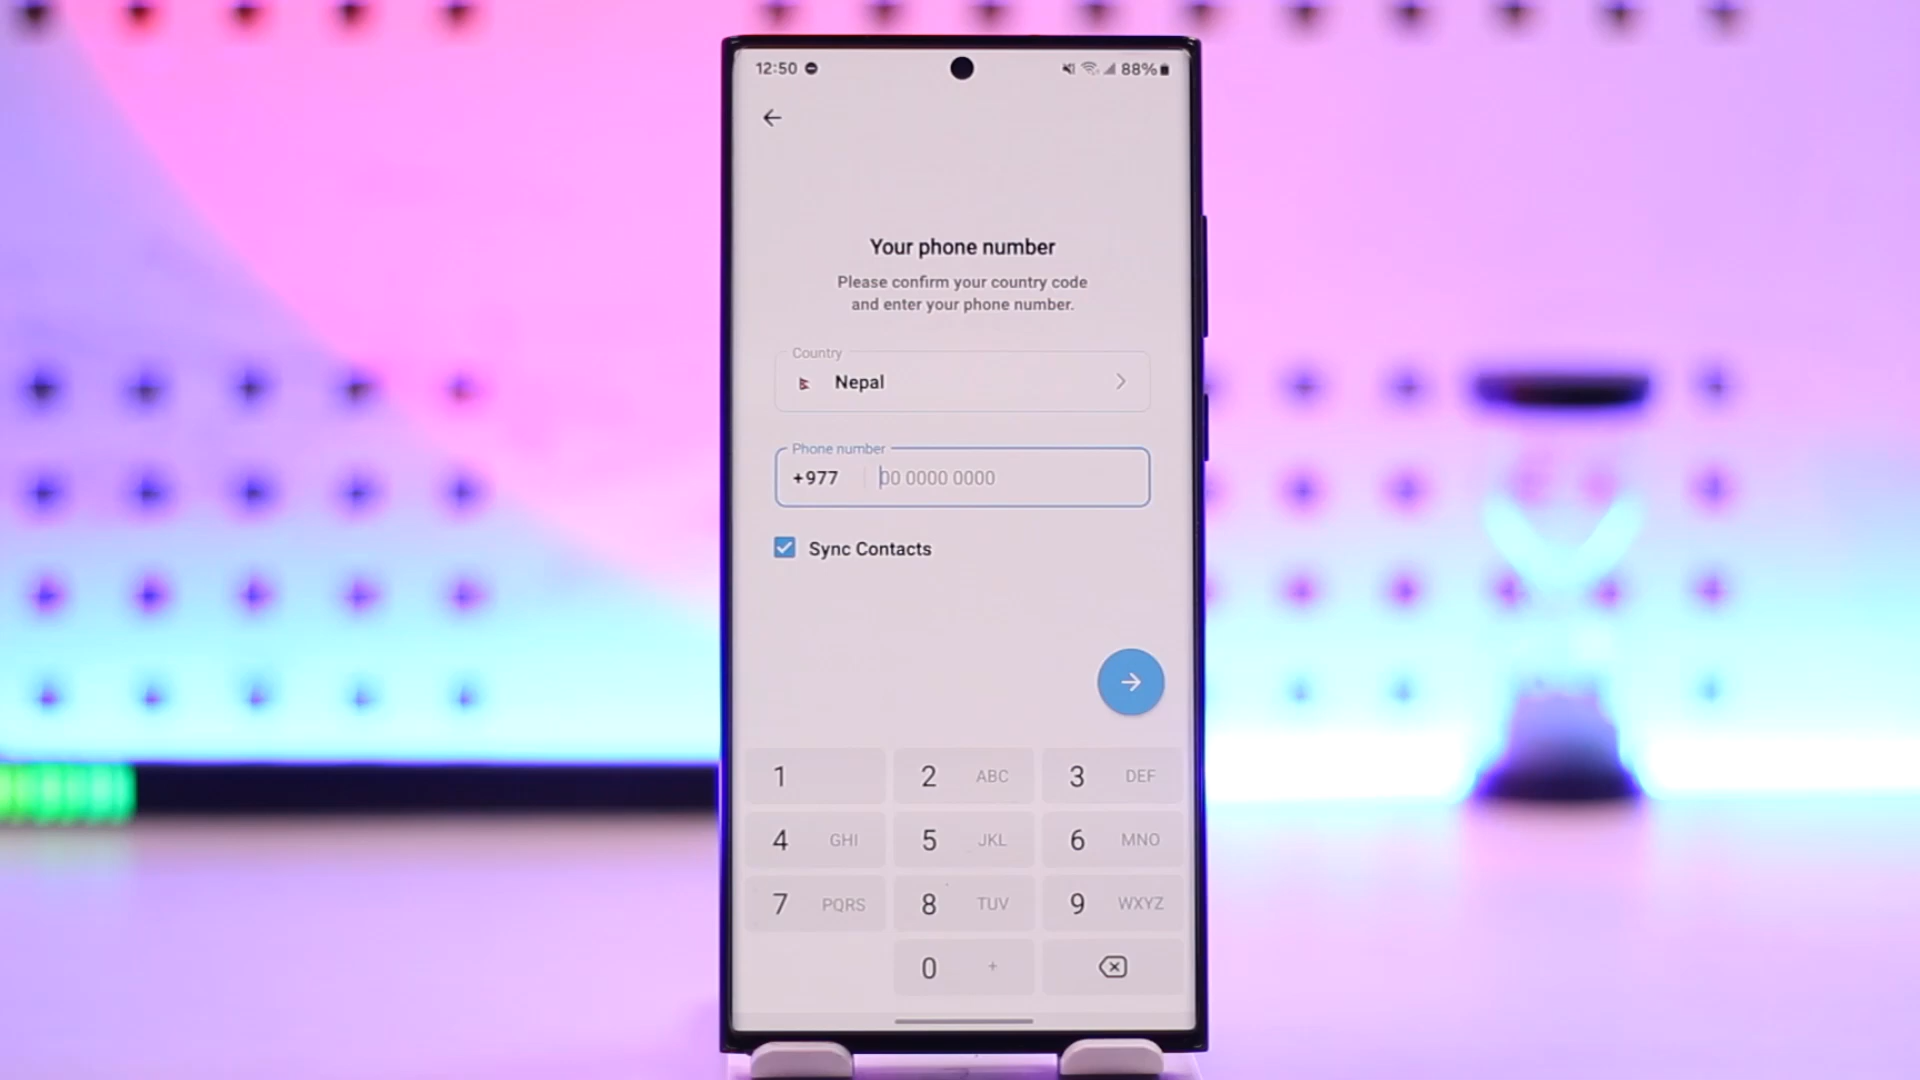 12:50 88%
Your phone number
Please confirm your country code
and enter your phone number.
Country
Nepal
Phone number
+977 00 0000 0000
Sync Contacts
1 2 ABC 3 DEF
4 GHI 5 JKL 6 MNO
7 PQRS 8 TUV 9 WXYZ
0 +